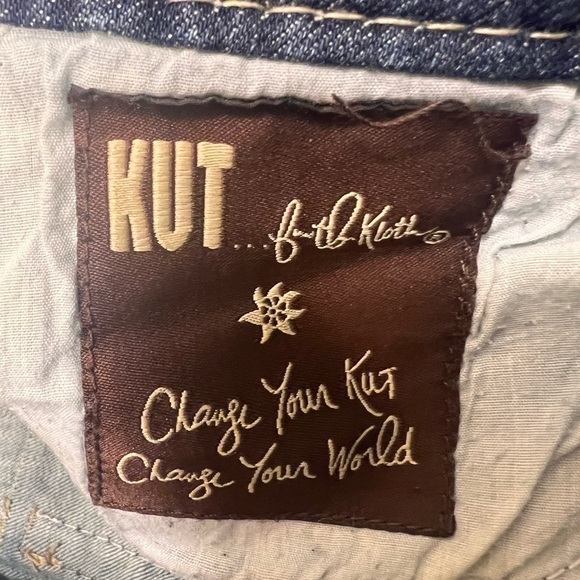 KUT... from the Kloth®
Change Your Kut
Change Your World